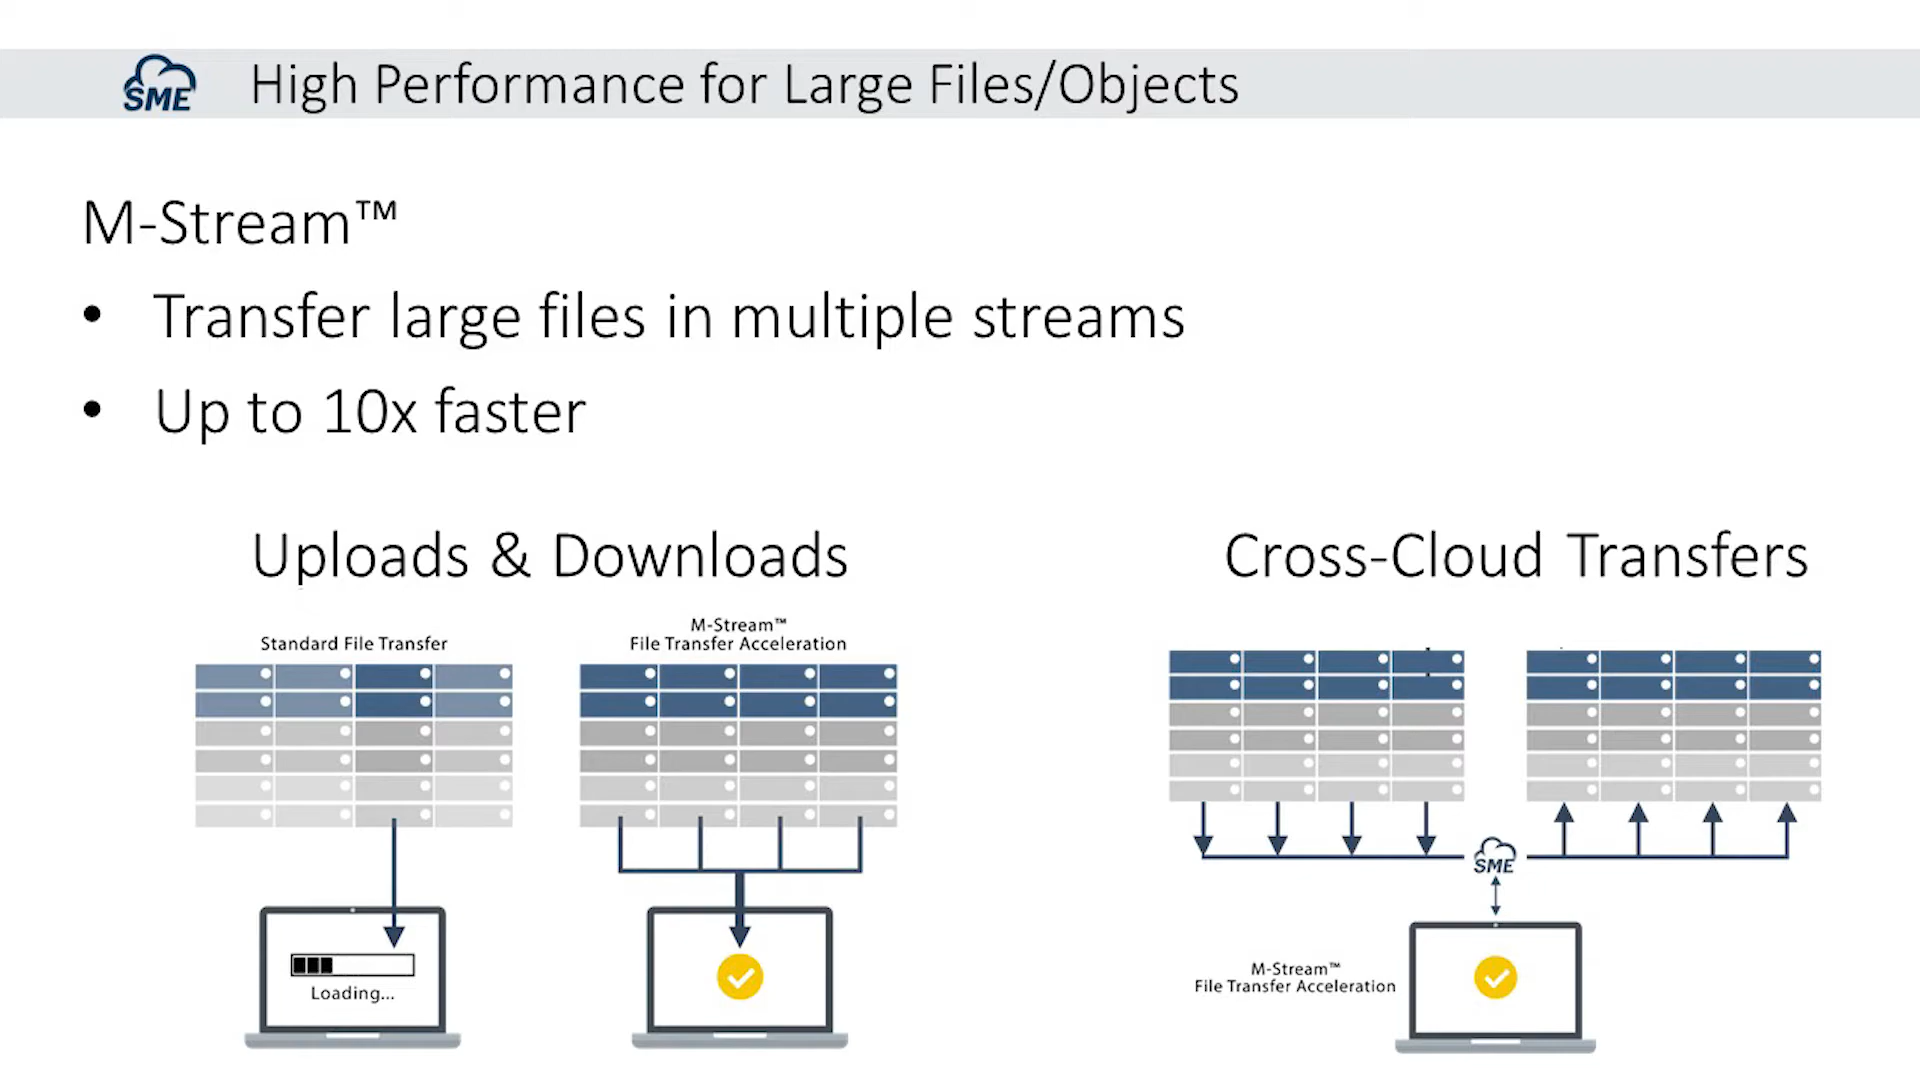 SME
High Performance for Large Files/Objects
M-Stream™
• Transfer large files in multiple streams
• Up to 10x faster
Uploads & Downloads
Cross-Cloud Transfers
Standard File Transfer
M-Stream™
File Transfer Acceleration
Loading...
SME
M-Stream™
File Transfer Acceleration